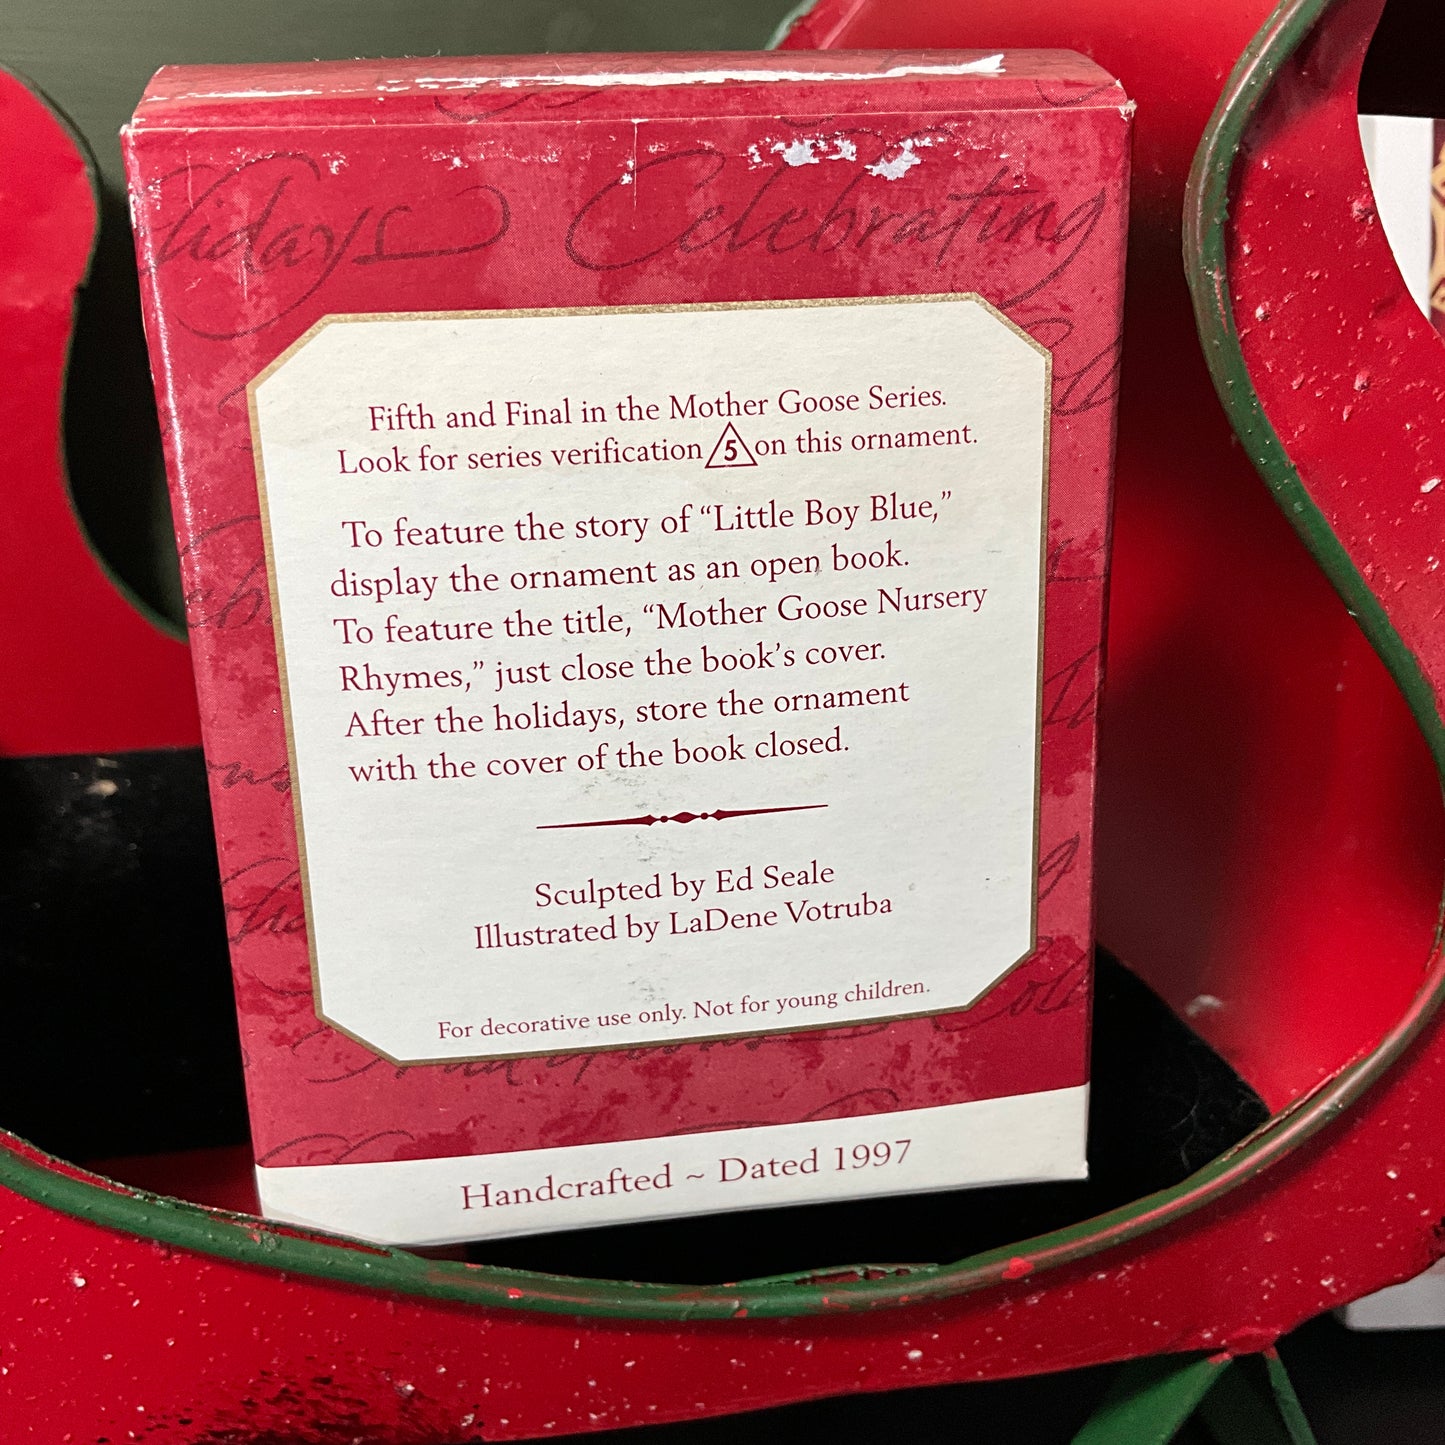 lidays Celebrating
Fifth and Final in the Mother Goose Series.
Look for series verification 5 on this ornament.
To feature the story of “Little Boy Blue,”
display the ornament as an open book.
To feature the title, “Mother Goose Nursery
Rhymes,” just close the book’s cover.
After the holidays, store the ornament
with the cover of the book closed.
Sculpted by Ed Seale
Illustrated by LaDene Votruba
For decorative use only. Not for young children.
Handcrafted ~ Dated 1997